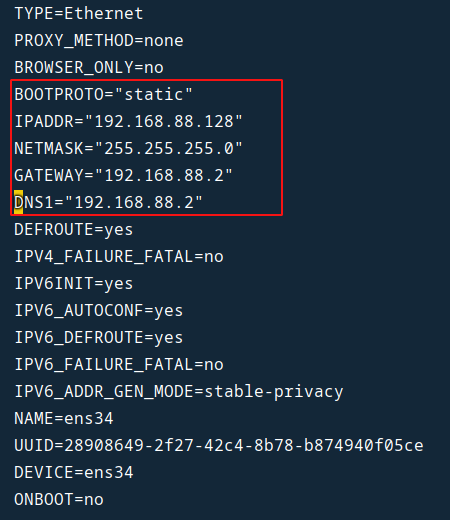 TYPE=Ethernet
PROXY_METHOD=none
BROWSER_ONLY=no
BOOTPROTO="static"
IPADDR="192.168.88.128"
NETMASK="255.255.255.0"
GATEWAY="192.168.88.2"
DNS1="192.168.88.2"
DEFROUTE=yes
IPV4_FAILURE_FATAL=no
IPV6INIT=yes
IPV6_AUTOCONF=yes
IPV6_DEFROUTE=yes
IPV6_FAILURE_FATAL=no
IPV6_ADDR_GEN_MODE=stable-privacy
NAME=ens34
UUID=28908649-2f27-42c4-8b78-b874940f05ce
DEVICE=ens34
ONBOOT=no